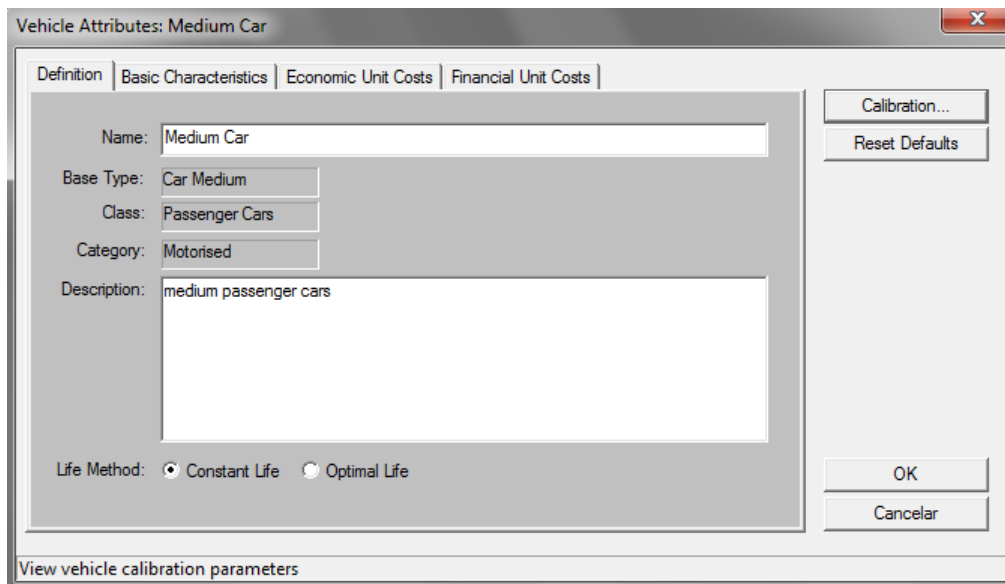 Vehicle Attributes: Medium Car
Definition Basic Characteristics Economic Unit Costs Financial Unit Costs
Calibration...
Reset Defaults
Name: Medium Car
Base Type: Car Medium
Class: Passenger Cars
Category: Motorised
Description: medium passenger cars
Life Method: Constant Life Optimal Life
OK
Cancelar
View vehicle calibration parameters